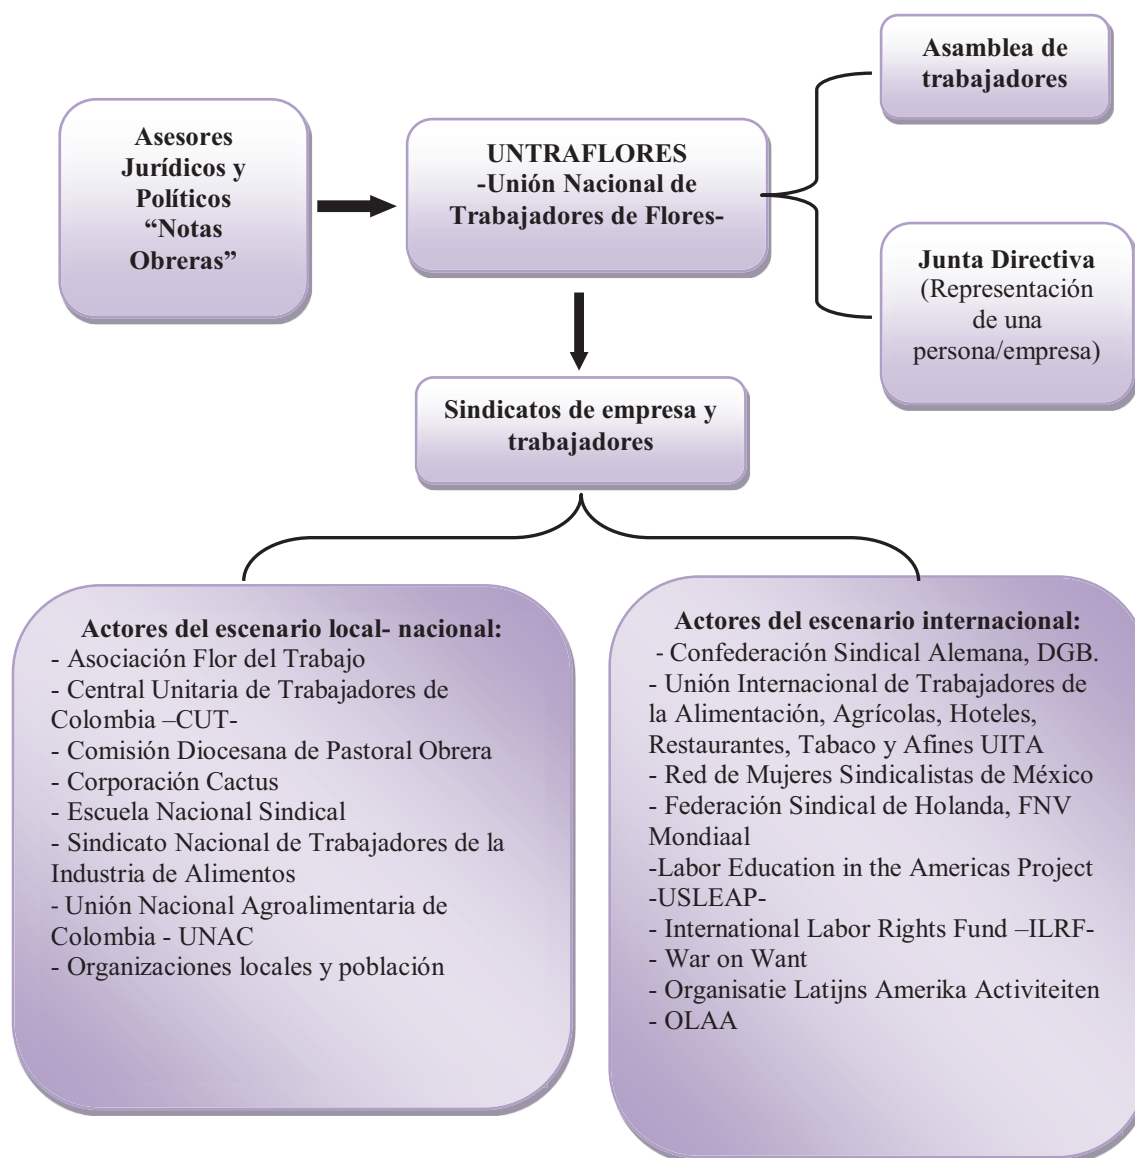 Asesores
Jurídicos y
Políticos
“Notas
Obreras”
UNTRAFLORES
-Unión Nacional de
Trabajadores de Flores-
Asamblea de
trabajadores
Junta Directiva
(Representación
de una
persona/empresa)
Sindicatos de empresa y
trabajadores
Actores del escenario local- nacional:
- Asociación Flor del Trabajo
- Central Unitaria de Trabajadores de
Colombia –CUT-
- Comisión Diocesana de Pastoral Obrera
- Corporación Cactus
- Escuela Nacional Sindical
- Sindicato Nacional de Trabajadores de la
Industria de Alimentos
- Unión Nacional Agroalimentaria de
Colombia - UNAC
- Organizaciones locales y población
Actores del escenario internacional:
- Confederación Sindical Alemana, DGB.
- Unión Internacional de Trabajadores de
la Alimentación, Agrícolas, Hoteles,
Restaurantes, Tabaco y Afines UITA
- Red de Mujeres Sindicalistas de México
- Federación Sindical de Holanda, FNV
Mondiaal
-Labor Education in the Americas Project
-USLEAP-
- International Labor Rights Fund –ILRF-
- War on Want
- Organisatie Latijns Amerika Activiteiten
- OLAA